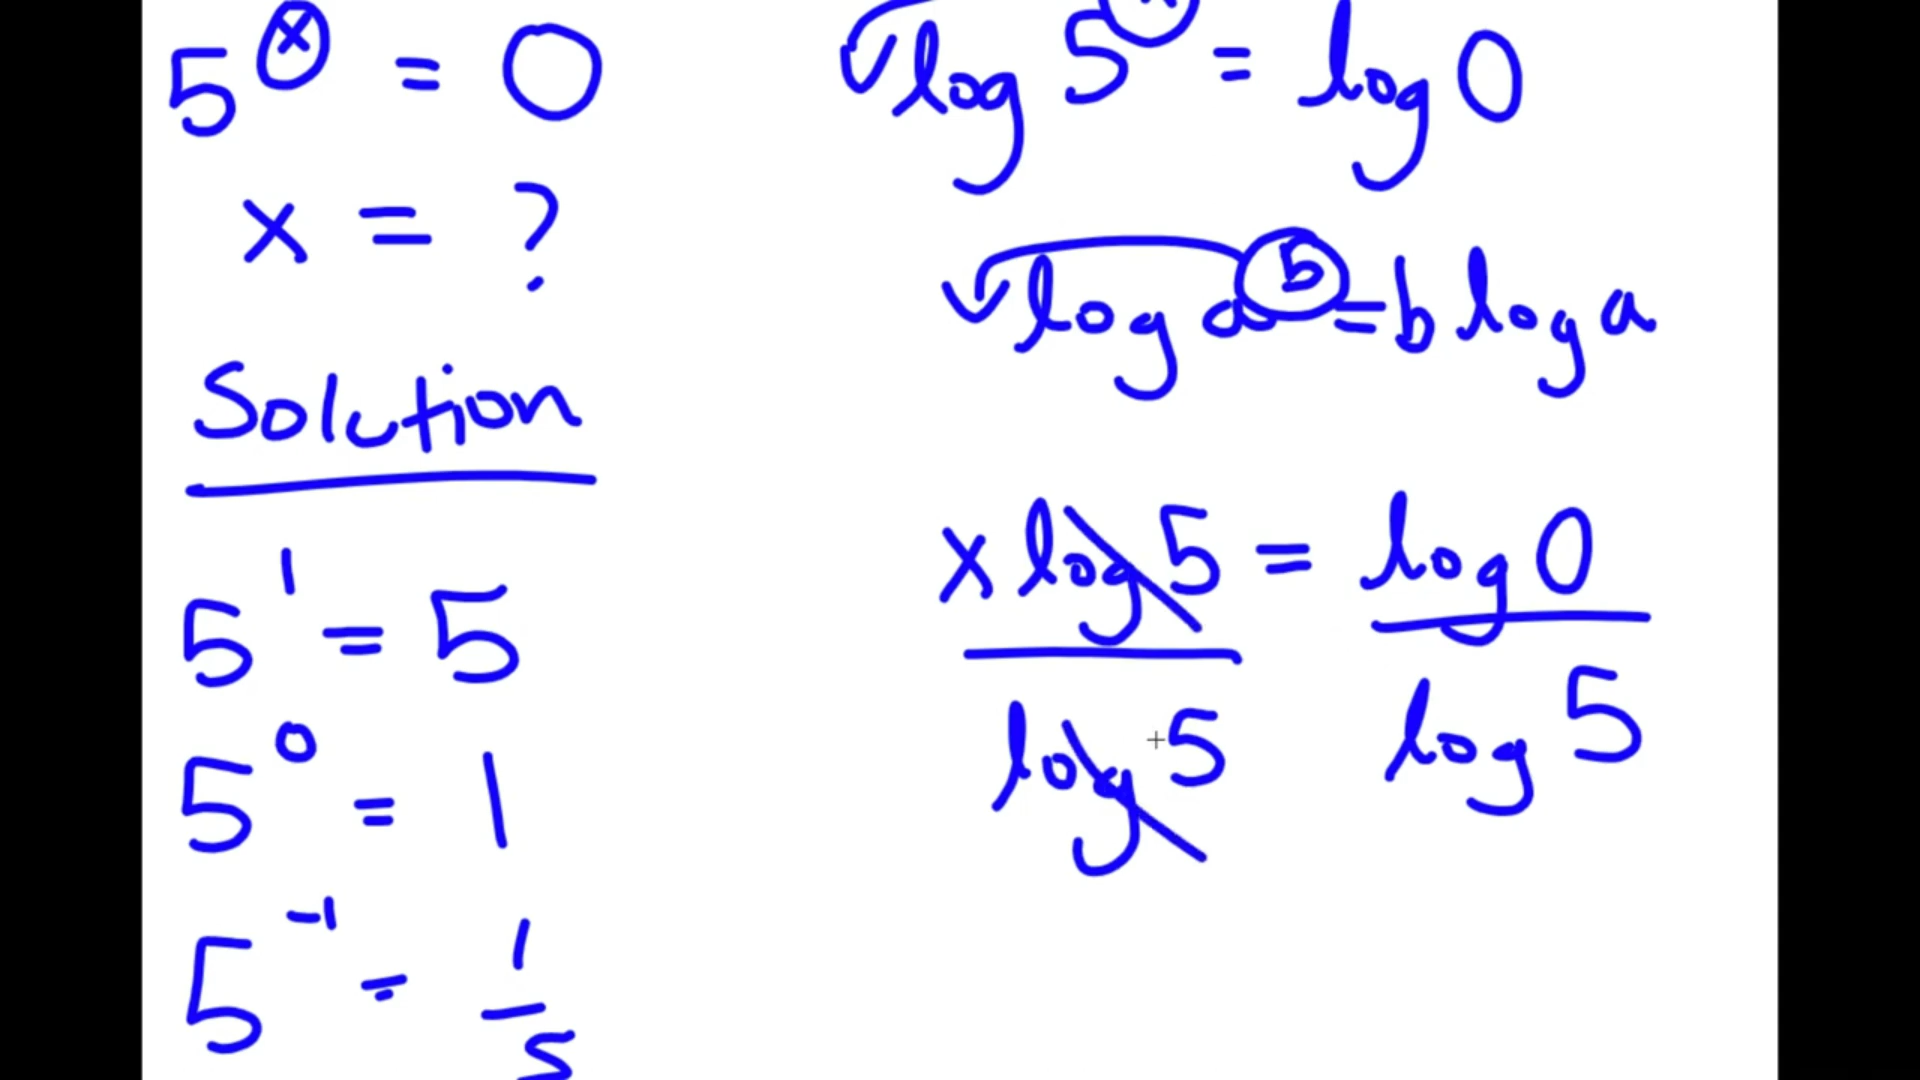 5^x = 0
x = ?
Solution
5^1 = 5
5^0 = 1
5^-1 = 1/5
log 5^x = log 0
log a^b = b log a
x log 5 = log 0
log 5 log 5